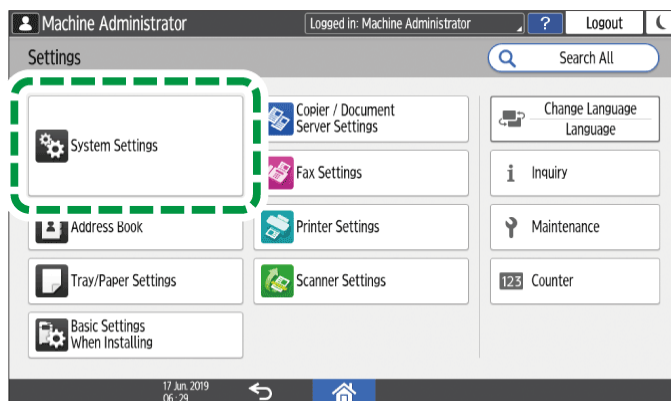 Machine Administrator
Logged in: Machine Administrator
?
Logout
Settings
Search All
System Settings
Address Book
Tray/Paper Settings
Basic Settings
When Installing
Copier / Document
Server Settings
Fax Settings
Printer Settings
Scanner Settings
Change Language
Language
i
Inquiry
Maintenance
123
Counter
17 Jun. 2019
06:29